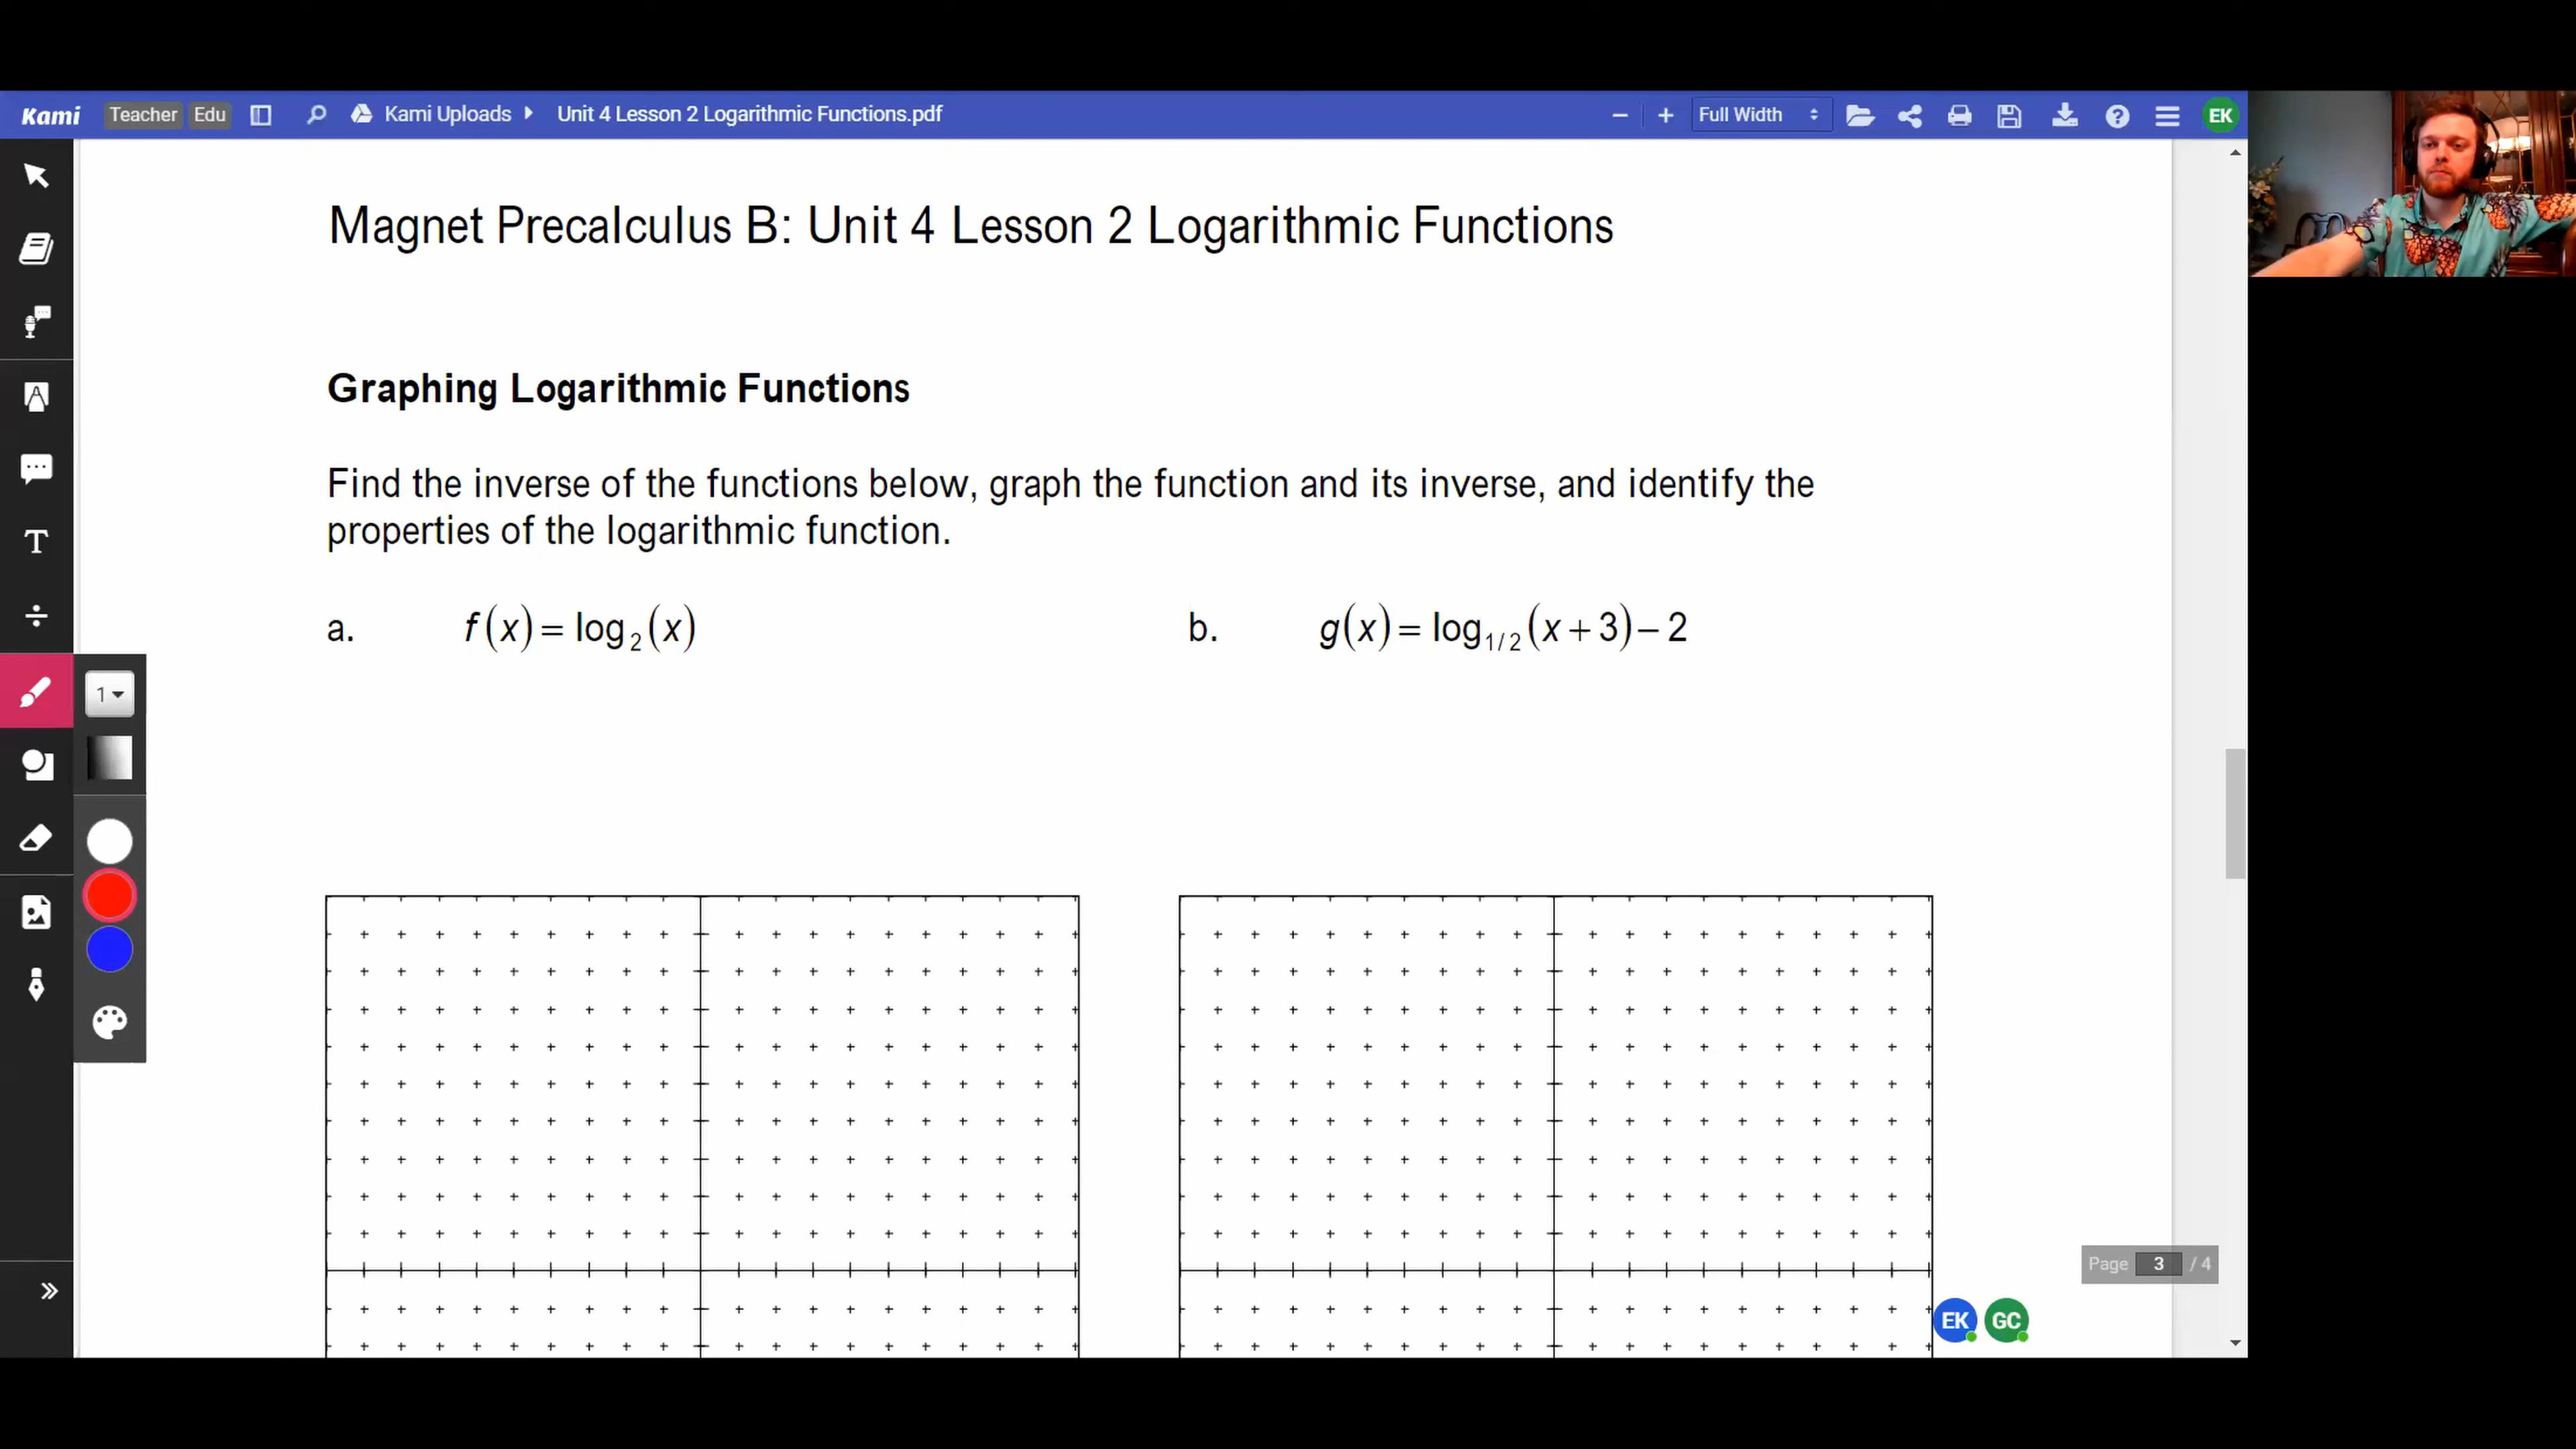 Kami Teacher Edu Kami Uploads Unit 4 Lesson 2 Logarithmic Functions.pdf Full Width EK
Magnet Precalculus B: Unit 4 Lesson 2 Logarithmic Functions
Graphing Logarithmic Functions
Find the inverse of the functions below, graph the function and its inverse, and identify the
properties of the logarithmic function.
a. f(x) = log₂(x) b. g(x) = log₁/₂(x + 3) – 2
1
Page 3 / 4
EK GC